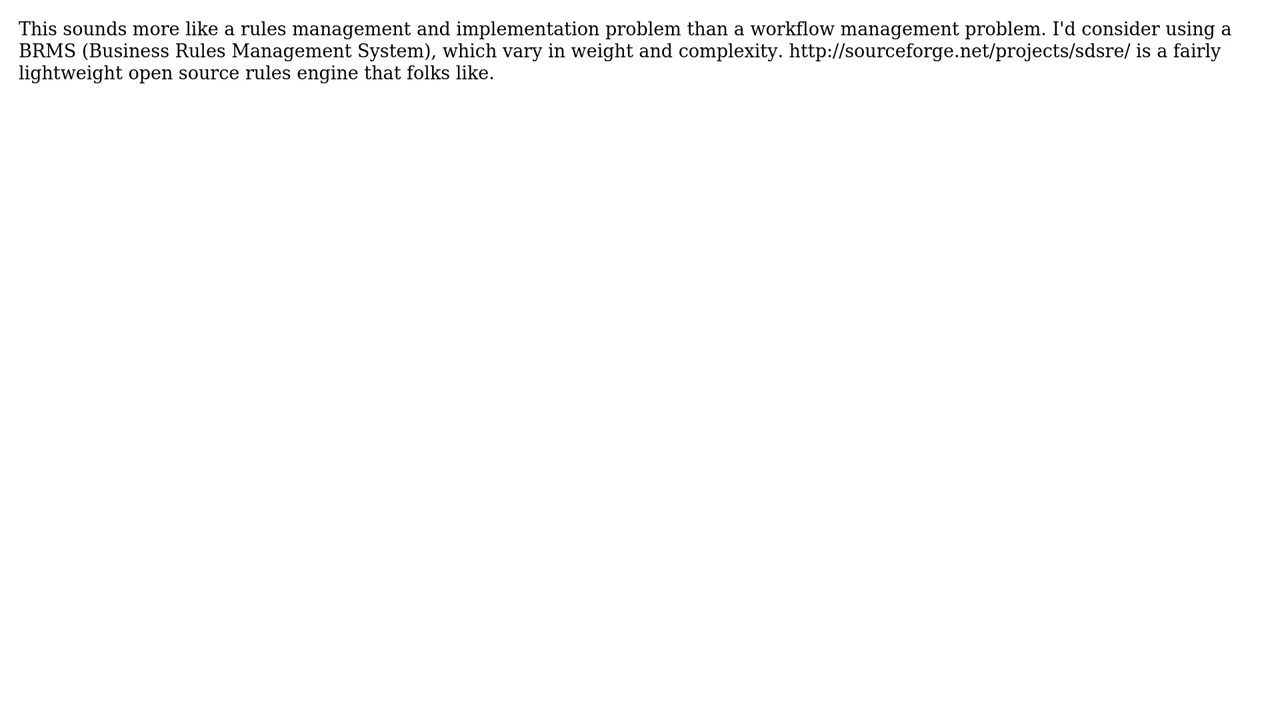 This sounds more like a rules management and implementation problem than a workflow management problem. I'd consider using a
BRMS (Business Rules Management System), which vary in weight and complexity. http://sourceforge.net/projects/sdsre/ is a fairly
lightweight open source rules engine that folks like.